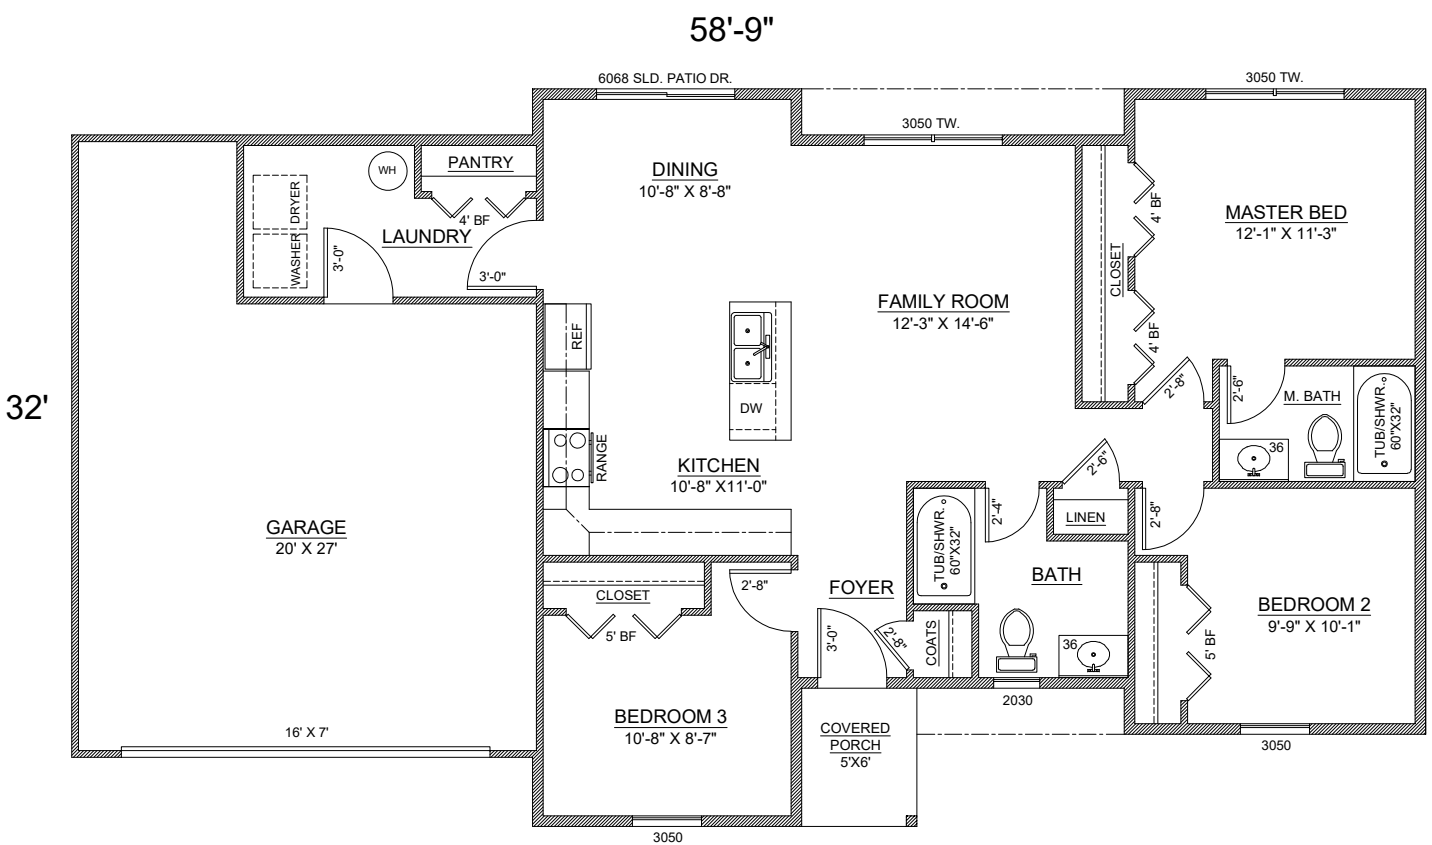 58'-9"
6068 SLD. PATIO DR.
3050 TW.
3050 TW.
PANTRY
WH
DINING
10'-8" X 8'-8"
DRYER
WASHER
4' BF
LAUNDRY
3'-0"
3'-0"
4' BF
CLOSET
4' BF
MASTER BED
12'-1" X 11'-3"
FAMILY ROOM
12'-3" X 14'-6"
REF
32'
DW
2'-8"
2'-6"
M. BATH
TUB/SHWR.
60"X32"
36
RANGE
KITCHEN
10'-8" X11'-0"
2'-6"
LINEN
2'-4"
2'-8"
TUB/SHWR.
60"X32"
GARAGE
20' X 27'
CLOSET
5' BF
2'-8"
FOYER
BATH
3'-0"
2'-8"
COATS
36
BEDROOM 2
9'-9" X 10'-1"
5' BF
BEDROOM 3
10'-8" X 8'-7"
16' X 7'
COVERED
PORCH
5'X6'
2030
3050
3050